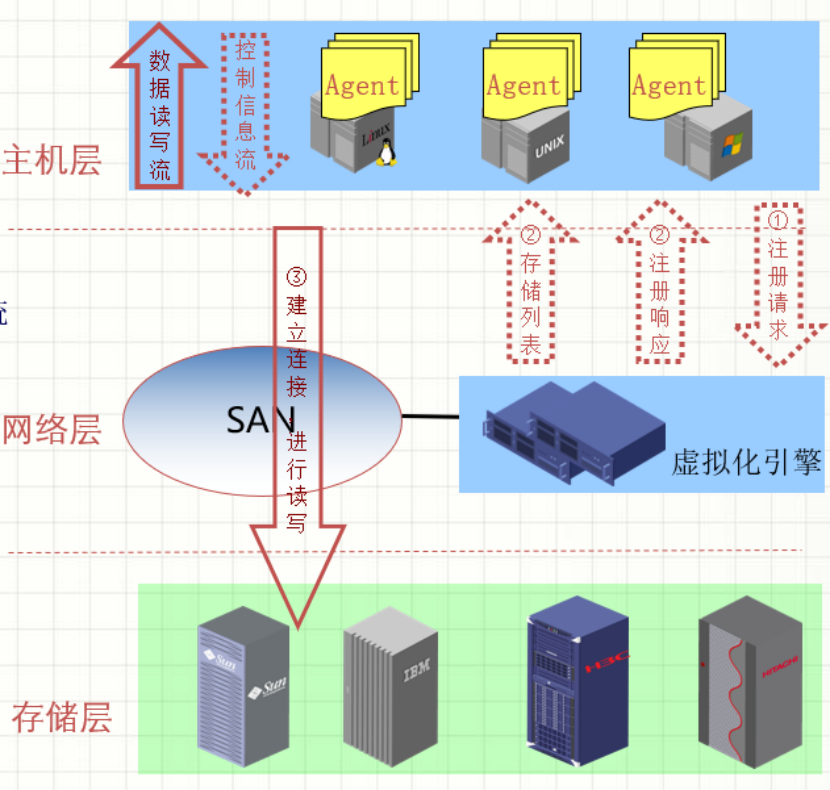 数据读写流
控制信息流
Agent
Agent
Agent
Linux
UNIX
主机层
①注册请求
②存储列表
②注册响应
③建立连接 进行读写
SAN
网络层
虚拟化引擎
存储层
Sun
Sun
IBM
H3C
HITACHI